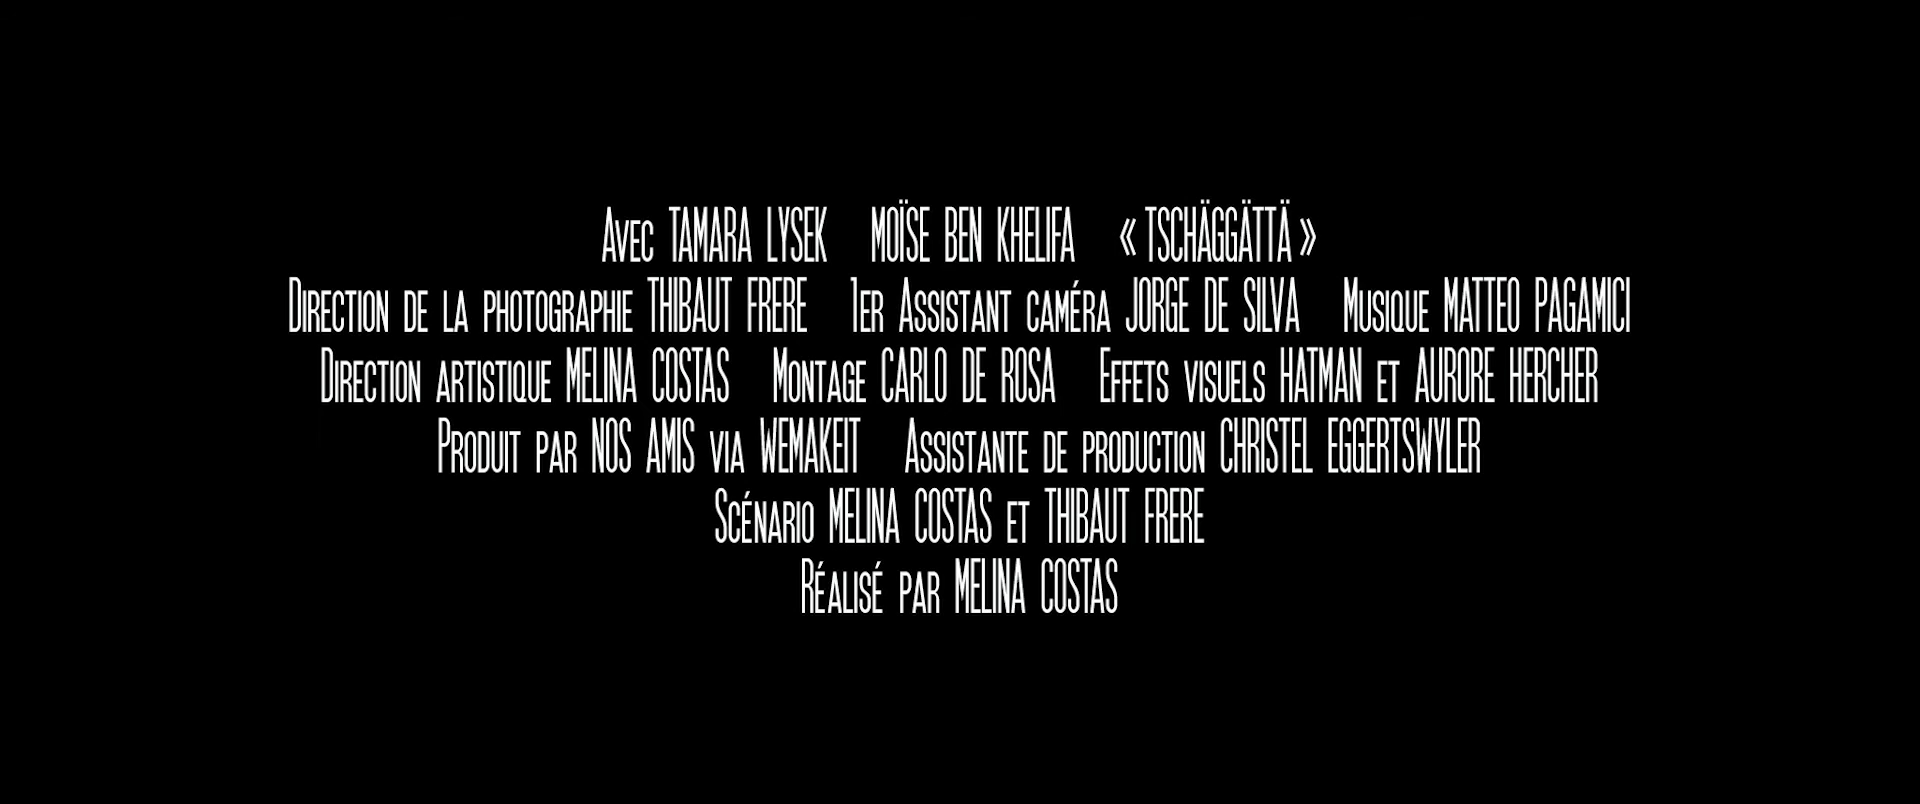 Avec TAMARA LYSEK MOÏSE BEN KHELIFA « TSCHÄGGÄTTÄ »
Direction de la photographie THIBAUT FRERE 1er Assistant caméra JORGE DE SILVA Musique MATTEO PAGAMICI
Direction artistique MELINA COSTAS Montage CARLO DE ROSA Effets visuels HATMAN et AURORE HERCHER
Produit par NOS AMIS via WEMAKEIT Assistante de production CHRISTEL EGGERTSWYLER
Scénario MELINA COSTAS et THIBAUT FRERE
Réalisé par MELINA COSTAS